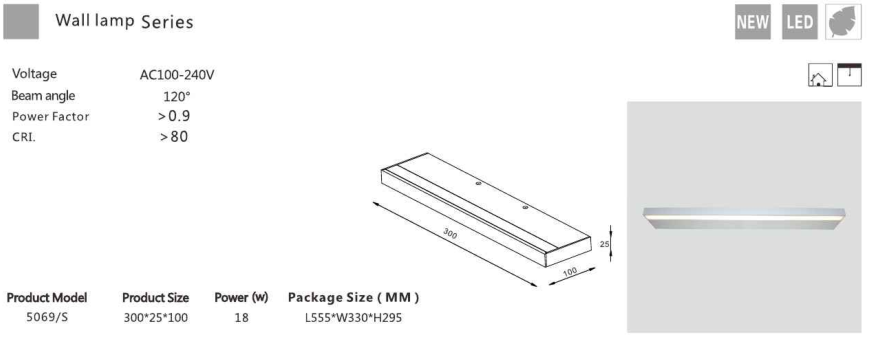 Wall lamp Series
NEW LED
Voltage AC100-240V
Beam angle 120°
Power Factor >0.9
CRI. >80
300
100
25
Product Model Product Size Power (w) Package Size ( MM )
5069/S 300*25*100 18 L555*W330*H295